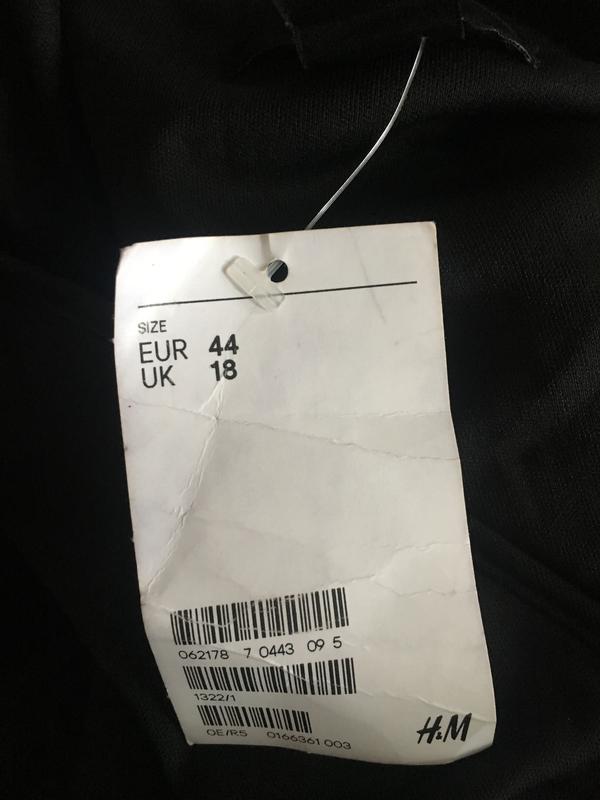 SIZE
EUR 44
UK 18
062178 7 0443 09 5
1322/1
OE/R5 0166361 003
H&M